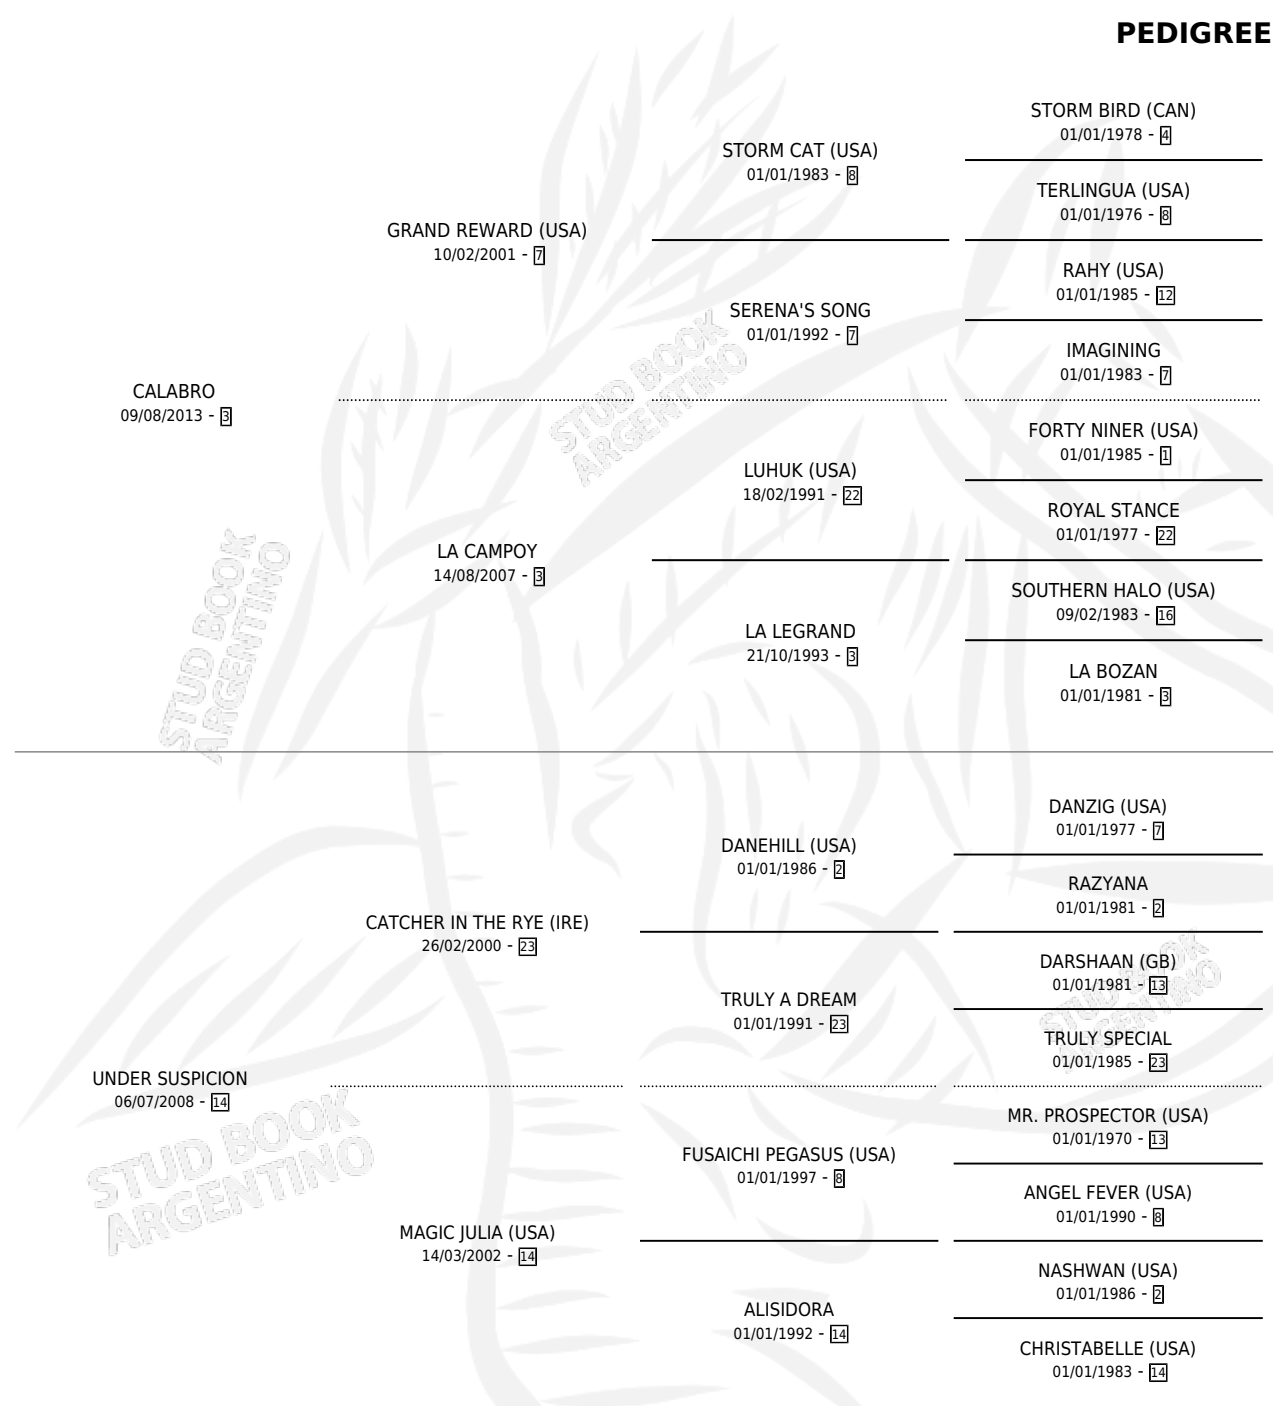 PEDIGREE
STORM BIRD (CAN)
01/01/1978 - 4
STORM CAT (USA)
01/01/1983 - 8
TERLINGUA (USA)
01/01/1976 - 8
GRAND REWARD (USA)
10/02/2001 - 7
RAHY (USA)
01/01/1985 - 12
SERENA'S SONG
01/01/1992 - 7
IMAGINING
01/01/1983 - 7
CALABRO
09/08/2013 - 3
FORTY NINER (USA)
01/01/1985 - 1
LUHUK (USA)
18/02/1991 - 22
ROYAL STANCE
01/01/1977 - 22
LA CAMPOY
14/08/2007 - 3
SOUTHERN HALO (USA)
09/02/1983 - 16
LA LEGRAND
21/10/1993 - 3
LA BOZAN
01/01/1981 - 3
DANZIG (USA)
01/01/1977 - 7
DANEHILL (USA)
01/01/1986 - 2
RAZYANA
01/01/1981 - 2
CATCHER IN THE RYE (IRE)
26/02/2000 - 23
DARSHAAN (GB)
01/01/1981 - 13
TRULY A DREAM
01/01/1991 - 23
TRULY SPECIAL
01/01/1985 - 23
UNDER SUSPICION
06/07/2008 - 14
MR. PROSPECTOR (USA)
01/01/1970 - 13
FUSAICHI PEGASUS (USA)
01/01/1997 - 8
ANGEL FEVER (USA)
01/01/1990 - 8
MAGIC JULIA (USA)
14/03/2002 - 14
NASHWAN (USA)
01/01/1986 - 2
ALISIDORA
01/01/1992 - 14
CHRISTABELLE (USA)
01/01/1983 - 14
STUD BOOK
ARGENTINO
STUD BOOK
ARGENTINO
STUD BOOK
ARGENTINO
STUD BOOK
ARGENTINO